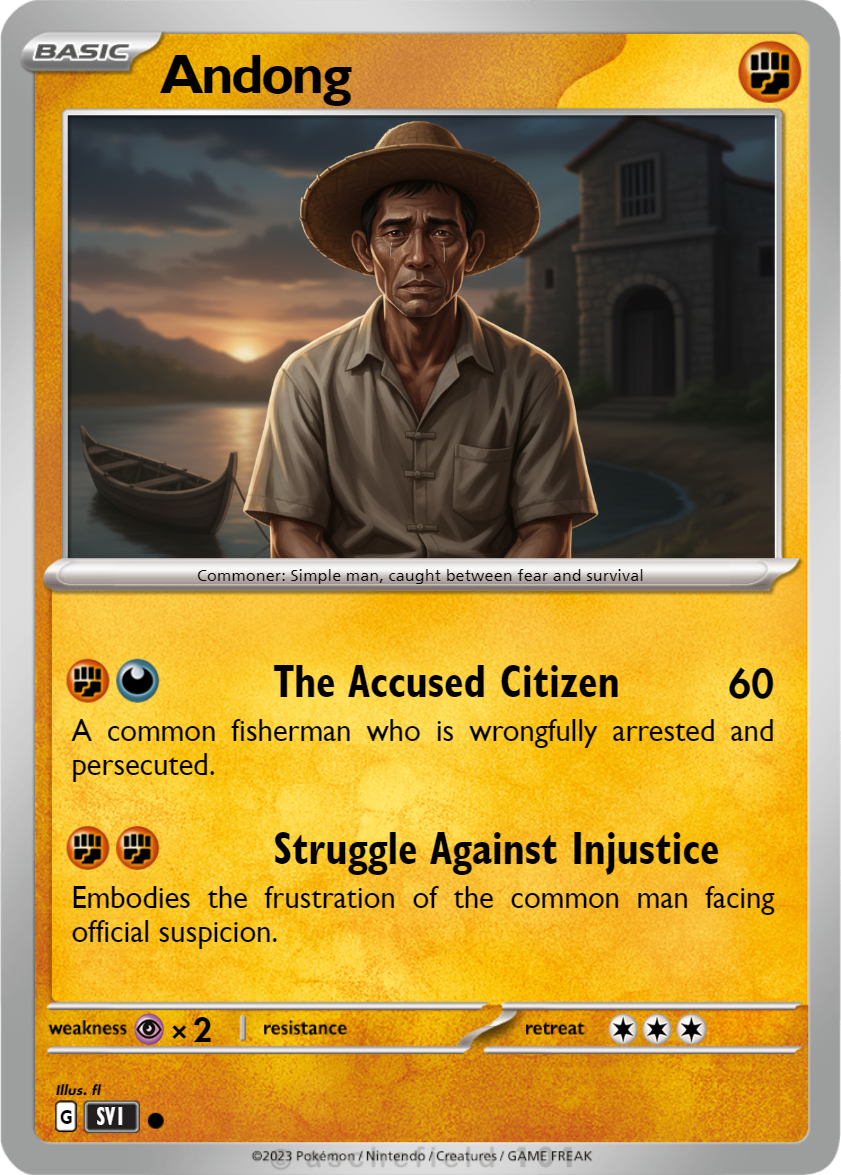 BASIC
Andong
Commoner: Simple man, caught between fear and survival
The Accused Citizen 60
A common fisherman who is wrongfully arrested and
persecuted.
Struggle Against Injustice
Embodies the frustration of the common man facing
official suspicion.
weakness × 2 resistance retreat
Illus. fl
G SVI
©2023 Pokémon / Nintendo / Creatures / GAME FREAK